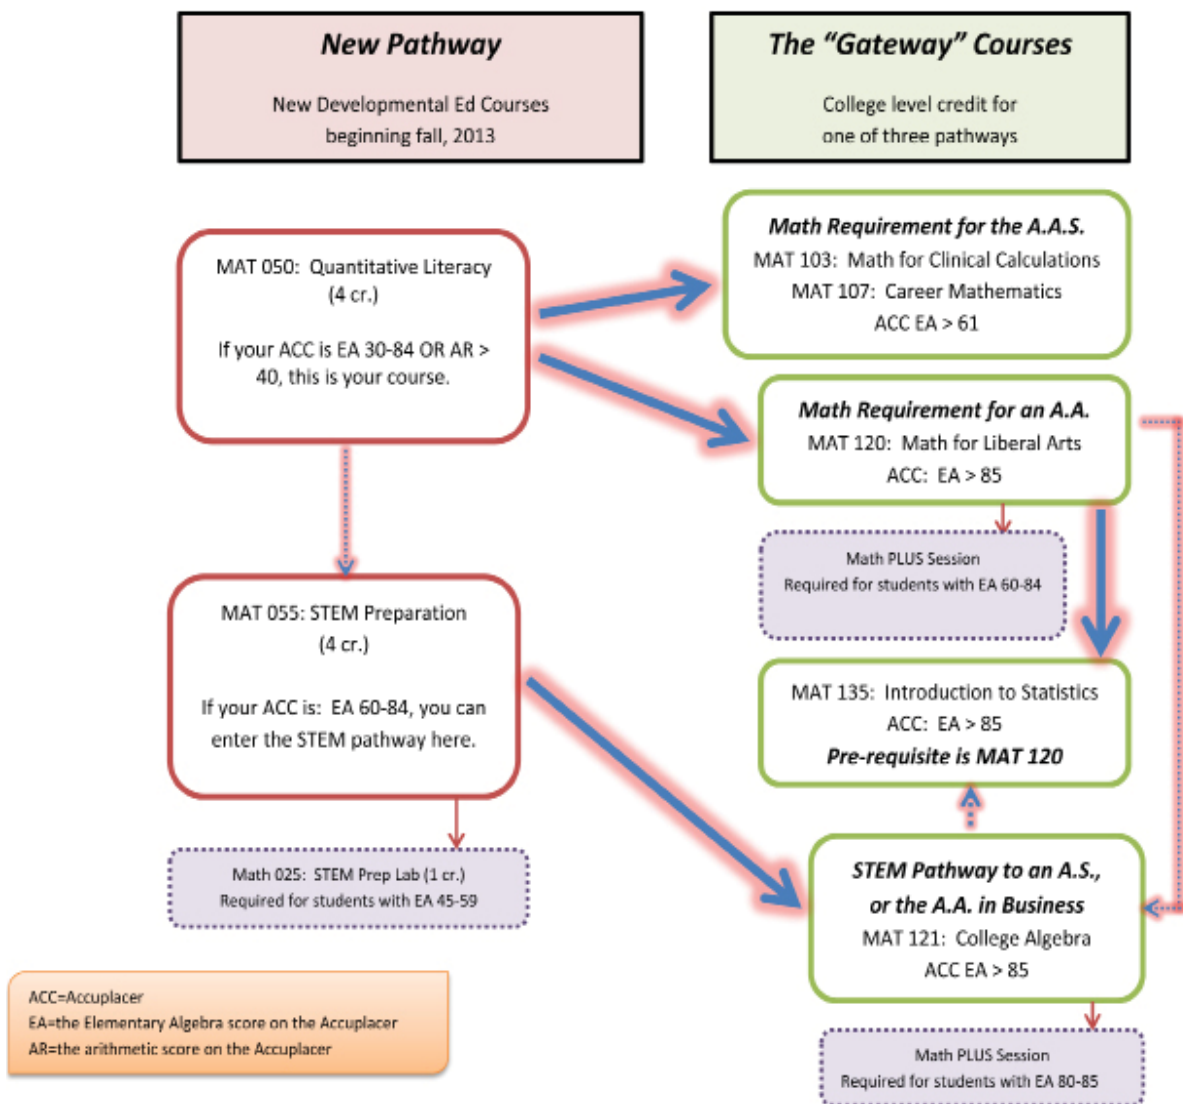 New Pathway
New Developmental Ed Courses
beginning fall, 2013
The “Gateway” Courses
College level credit for
one of three pathways
MAT 050:  Quantitative Literacy
(4 cr.)
If your ACC is EA 30-84 OR AR >
40, this is your course.
Math Requirement for the A.A.S.
MAT 103:  Math for Clinical Calculations
MAT 107:  Career Mathematics
ACC EA > 61
Math Requirement for an A.A.
MAT 120:  Math for Liberal Arts
ACC:  EA > 85
Math PLUS Session
Required for students with EA 60-84
MAT 055: STEM Preparation
(4 cr.)
If your ACC is:  EA 60-84, you can
enter the STEM pathway here.
MAT 135:  Introduction to Statistics
ACC:  EA > 85
Pre-requisite is MAT 120
Math 025:  STEM Prep Lab (1 cr.)
Required for students with EA 45-59
STEM Pathway to an A.S.,
or the A.A. in Business
MAT 121:  College Algebra
ACC EA > 85
ACC=Accuplacer
EA=the Elementary Algebra score on the Accuplacer
AR=the arithmetic score on the Accuplacer
Math PLUS Session
Required for students with EA 80-85